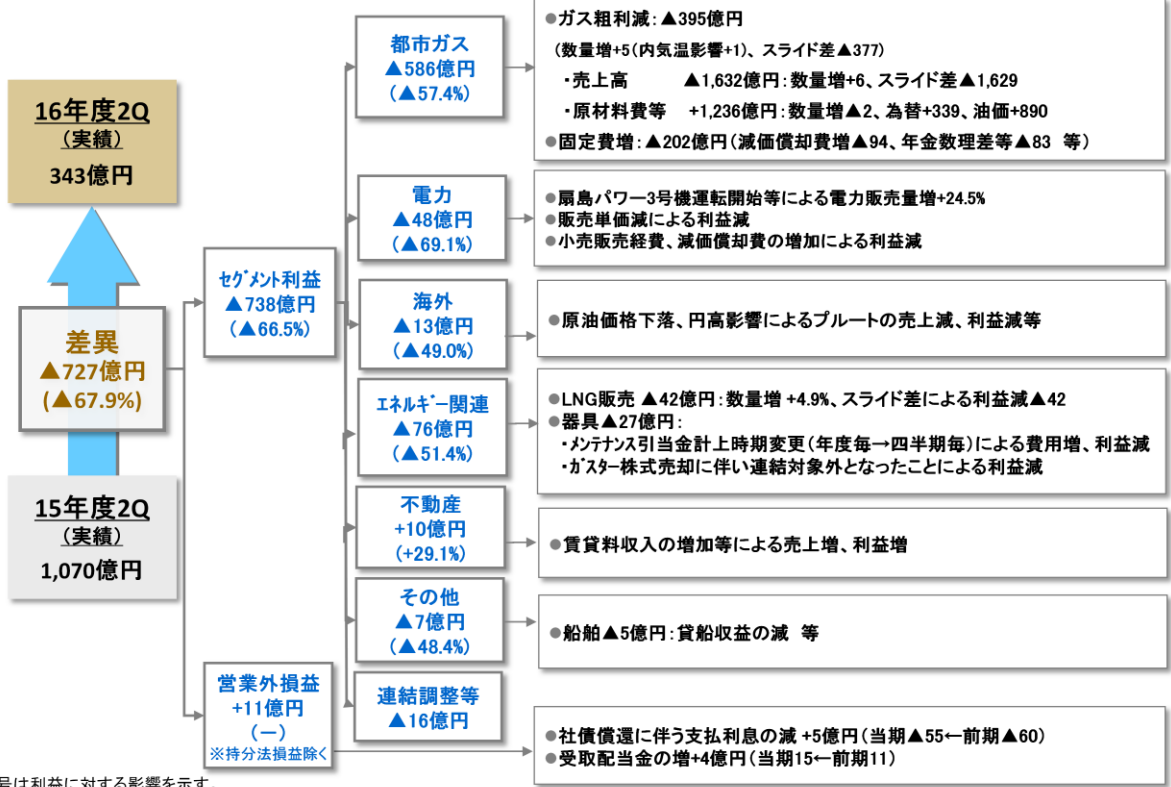 16年度2Q
(実績)
343億円
差異
▲727億円
(▲67.9%)
15年度2Q
(実績)
1,070億円
セグメント利益
▲738億円
(▲66.5%)
営業外損益
+11億円
(ー)
※持分法損益除く
都市ガス
▲586億円
(▲57.4%)
●ガス粗利減:▲395億円
(数量増+5(内気温影響+1)、スライド差▲377)
・売上高 ▲1,632億円:数量増+6、スライド差▲1,629
・原材料費等 +1,236億円:数量増▲2、為替+339、油価+890
●固定費増:▲202億円(減価償却費増▲94、年金数理差等▲83 等)
電力
▲48億円
(▲69.1%)
●扇島パワー3号機運転開始等による電力販売量増+24.5%
●販売単価減による利益減
●小売販売経費、減価償却費の増加による利益減
海外
▲13億円
(▲49.0%)
●原油価格下落、円高影響によるプルートの売上減、利益減等
エネルギー関連
▲76億円
(▲51.4%)
●LNG販売 ▲42億円:数量増 +4.9%、スライド差による利益減▲42
●器具▲27億円:
・メンテナンス引当金計上時期変更(年度毎→四半期毎)による費用増、利益減
・ガスター株式売却に伴い連結対象外となったことによる利益減
不動産
+10億円
(+29.1%)
●賃貸料収入の増加等による売上増、利益増
その他
▲7億円
(▲48.4%)
●船舶▲5億円:貸船収益の減 等
連結調整等
▲16億円
●社債償還に伴う支払利息の減 +5億円(当期▲55←前期▲60)
●受取配当金の増+4億円(当期15←前期11)
号は利益に対する影響を示す。